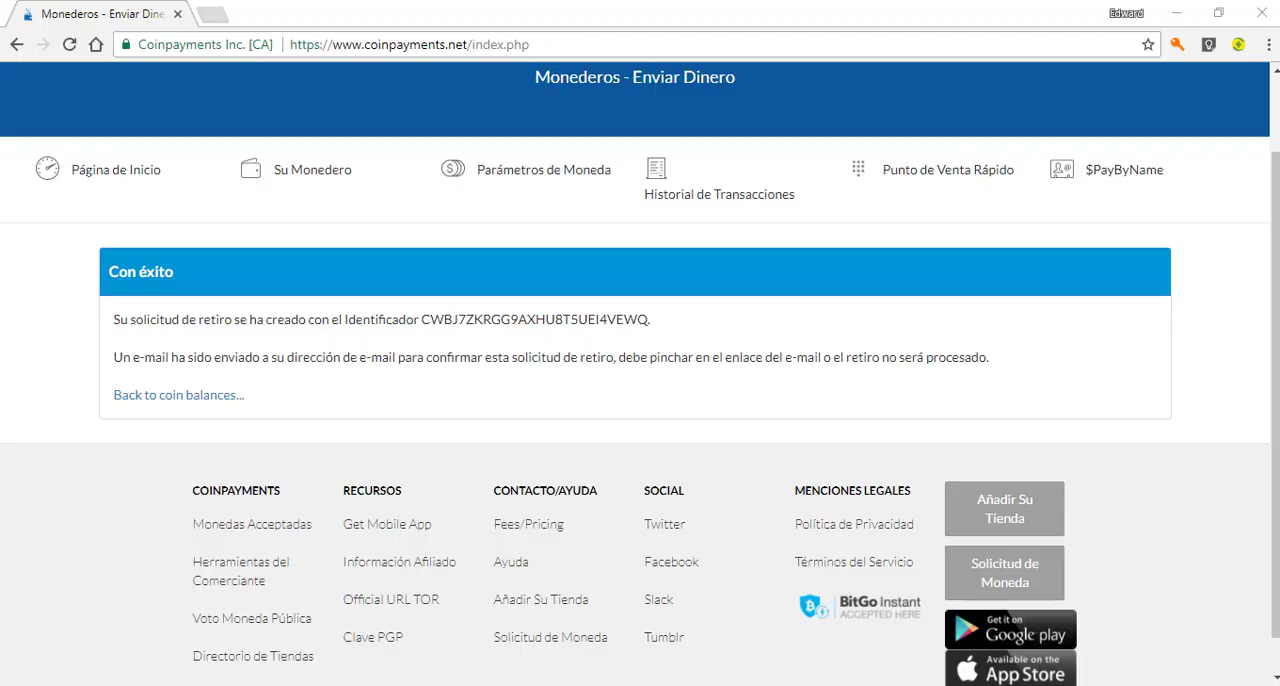 Monederos - Enviar Dine
Edward
Coinpayments Inc. [CA] https://www.coinpayments.net/index.php
Monederos - Enviar Dinero
Página de Inicio
Su Monedero
Parámetros de Moneda
Historial de Transacciones
Punto de Venta Rápido
$PayByName
Con éxito
Su solicitud de retiro se ha creado con el Identificador CWBJ7ZKRGG9AXHU8T5UEI4VEWQ.
Un e-mail ha sido enviado a su dirección de e-mail para confirmar esta solicitud de retiro, debe pinchar en el enlace del e-mail o el retiro no será procesado.
Back to coin balances...
COINPAYMENTS
Monedas Acceptadas
Herramientas del
Comerciante
Voto Moneda Pública
Directorio de Tiendas
RECURSOS
Get Mobile App
Información Afiliado
Official URL TOR
Clave PGP
CONTACTO/AYUDA
Fees/Pricing
Ayuda
Añadir Su Tienda
Solicitud de Moneda
SOCIAL
Twitter
Facebook
Slack
Tumblr
MENCIONES LEGALES
Política de Privacidad
Términos del Servicio
BitGo Instant
ACCEPTED HERE
Añadir Su
Tienda
Solicitud de
Moneda
Get it on
Google play
Available on the
App Store